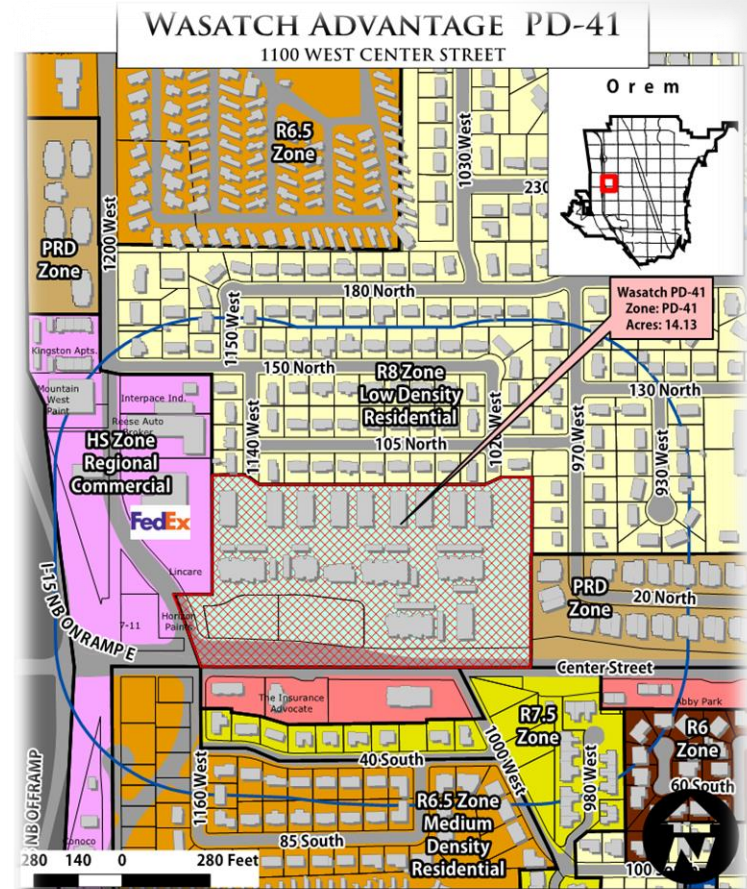 WASATCH ADVANTAGE PD-41
1100 WEST CENTER STREET
Orem
R6.5
Zone
1030 West
230
1200 West
PRD
Zone
180 North
Wasatch PD-41
Zone: PD-41
Acres: 14.13
1150 West
Kingston Apts.
150 North
R8 Zone
Low Density
Residential
130 North
Mountain
West
Paint
Interpace Ind.
Reese Auto
Broker
HS Zone
Regional
Commercial
1140 West
105 North
1020 West
970 West
930 West
FedEx
Lincare
PRD
Zone
20 North
7-11
Horizon
Paints
I-15 NB ONRAMP E
Center Street
The Insurance
Advocate
Abby Park
R7.5
Zone
R6
Zone
1000 West
40 South
980 West
60 South
NB OFFRAMP
1160 West
R6.5 Zone
Medium
Density
Residential
85 South
Conoco
280 140 0 280 Feet
100
N